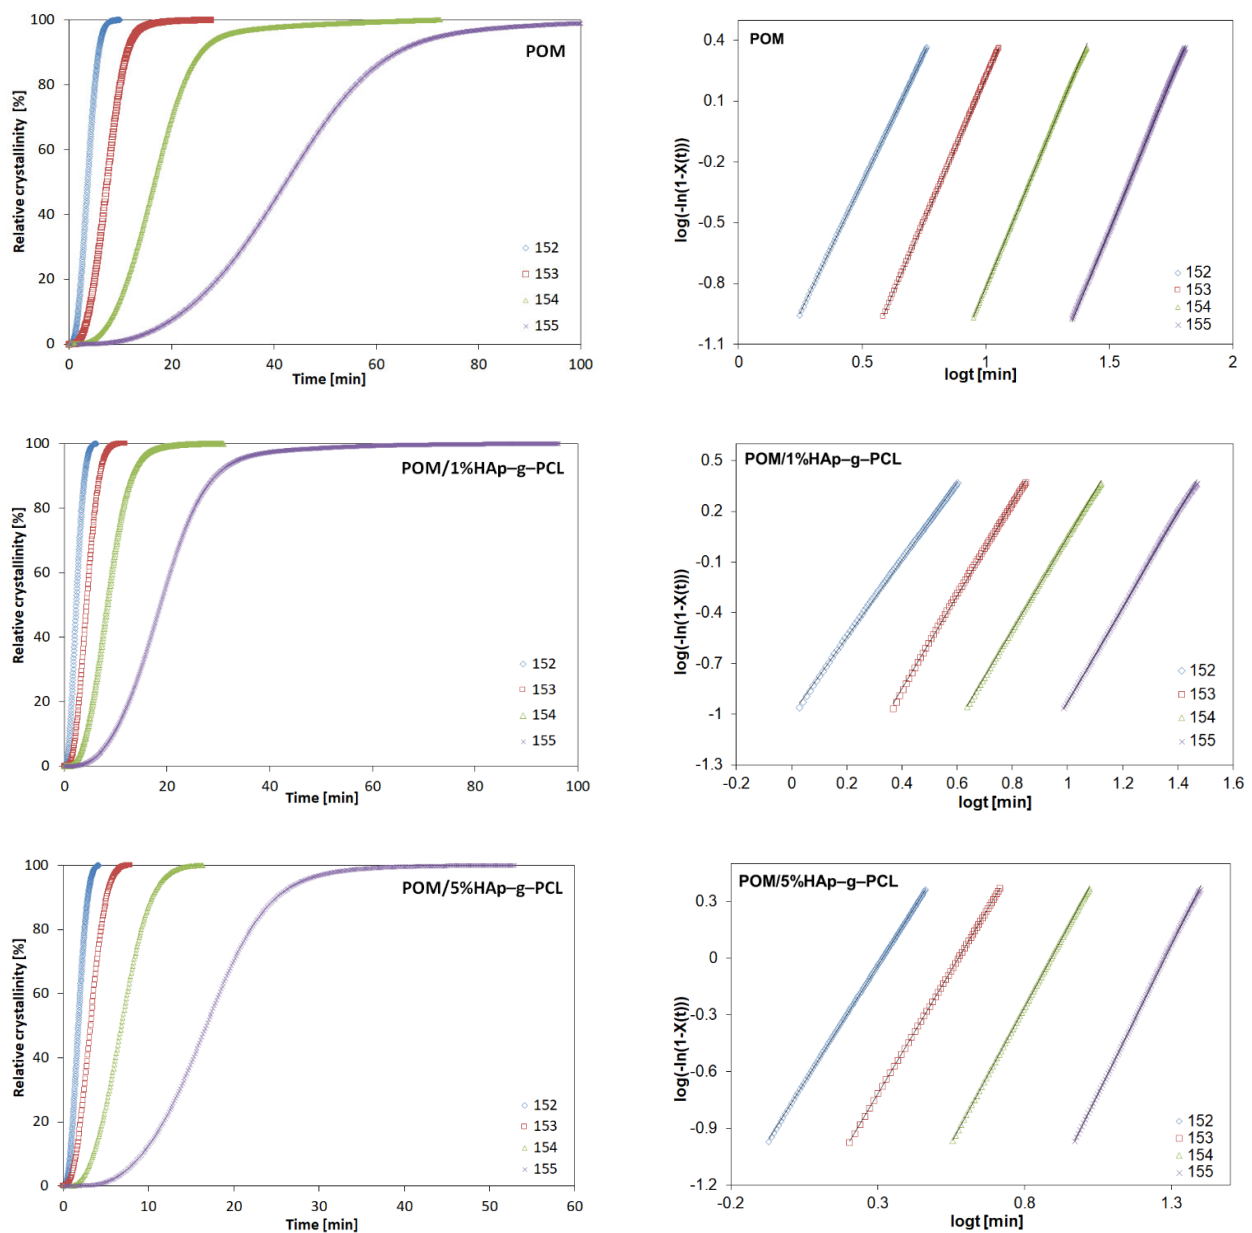 Relative crystallinity [%]
100
80
60
40
20
0
POM
152
153
154
155
0 20 40 60 80 100
Time [min]
log(-ln(1-X(t)))
0.4
0.1
-0.2
-0.5
-0.8
-1.1
POM
152
153
154
155
0 0.5 1 1.5 2
logt [min]
Relative crystallinity [%]
100
80
60
40
20
0
POM/1%HAp–g–PCL
152
153
154
155
0 20 40 60 80 100
Time [min]
log(-ln(1-X(t)))
0.5
0.2
-0.1
-0.4
-0.7
-1
-1.3
POM/1%HAp–g–PCL
152
153
154
155
-0.2 0 0.2 0.4 0.6 0.8 1 1.2 1.4 1.6
logt [min]
Relative crystallinity [%]
100
80
60
40
20
0
POM/5%HAp–g–PCL
152
153
154
155
0 10 20 30 40 50 60
Time [min]
log(-ln(1-X(t)))
0.3
0
-0.3
-0.6
-0.9
-1.2
POM/5%HAp–g–PCL
152
153
154
155
-0.2 0.3 0.8 1.3
logt [min]